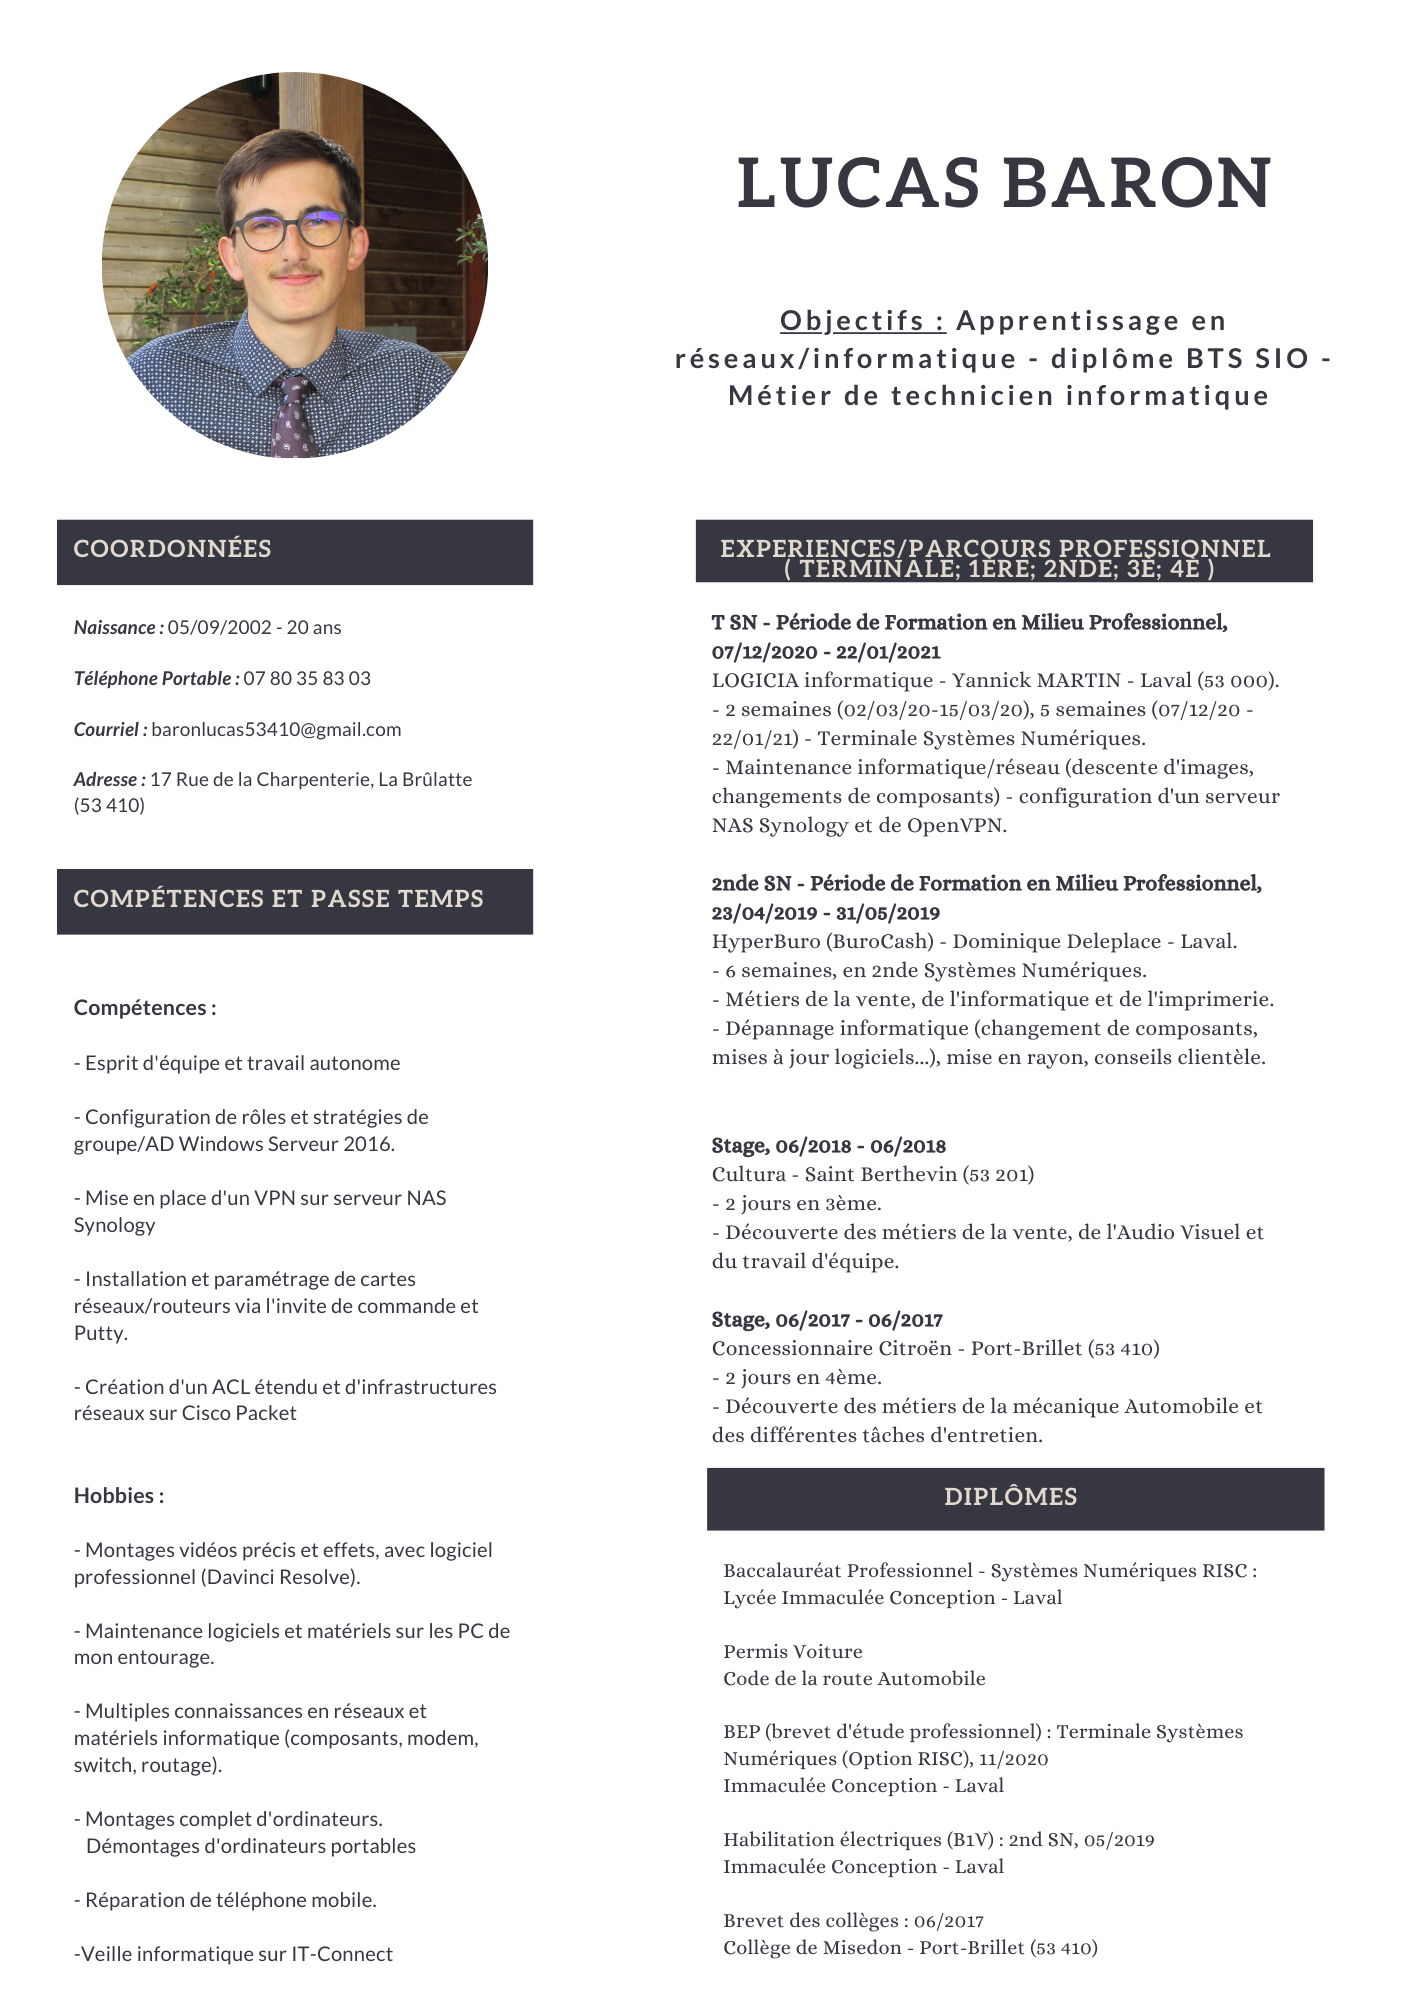 LUCAS BARON
Objectifs : Apprentissage en
réseaux/informatique - diplôme BTS SIO -
Métier de technicien informatique
COORDONNÉES
Naissance : 05/09/2002 - 20 ans
Téléphone Portable : 07 80 35 83 03
Courriel : baronlucas53410@gmail.com
Adresse : 17 Rue de la Charpenterie, La Brûlatte
(53 410)
COMPÉTENCES ET PASSE TEMPS
Compétences :
- Esprit d'équipe et travail autonome
- Configuration de rôles et stratégies de
groupe/AD Windows Serveur 2016.
- Mise en place d'un VPN sur serveur NAS
Synology
- Installation et paramétrage de cartes
réseaux/routeurs via l'invite de commande et
Putty.
- Création d'un ACL étendu et d'infrastructures
réseaux sur Cisco Packet
Hobbies :
- Montages vidéos précis et effets, avec logiciel
professionnel (Davinci Resolve).
- Maintenance logiciels et matériels sur les PC de
mon entourage.
- Multiples connaissances en réseaux et
matériels informatique (composants, modem,
switch, routage).
- Montages complet d'ordinateurs.
Démontages d'ordinateurs portables
- Réparation de téléphone mobile.
-Veille informatique sur IT-Connect
EXPERIENCES/PARCOURS PROFESSIONNEL
( TERMINALE; 1ÈRE; 2NDE; 3È; 4È )
T SN - Période de Formation en Milieu Professionnel,
07/12/2020 - 22/01/2021
LOGICIA informatique - Yannick MARTIN - Laval (53 000).
- 2 semaines (02/03/20-15/03/20), 5 semaines (07/12/20 -
22/01/21) - Terminale Systèmes Numériques.
- Maintenance informatique/réseau (descente d'images,
changements de composants) - configuration d'un serveur
NAS Synology et de OpenVPN.
2nde SN - Période de Formation en Milieu Professionnel,
23/04/2019 - 31/05/2019
HyperBuro (BuroCash) - Dominique Deleplace - Laval.
- 6 semaines, en 2nde Systèmes Numériques.
- Métiers de la vente, de l'informatique et de l'imprimerie.
- Dépannage informatique (changement de composants,
mises à jour logiciels...), mise en rayon, conseils clientèle.
Stage, 06/2018 - 06/2018
Cultura - Saint Berthevin (53 201)
- 2 jours en 3ème.
- Découverte des métiers de la vente, de l'Audio Visuel et
du travail d'équipe.
Stage, 06/2017 - 06/2017
Concessionnaire Citroën - Port-Brillet (53 410)
- 2 jours en 4ème.
- Découverte des métiers de la mécanique Automobile et
des différentes tâches d'entretien.
DIPLÔMES
Baccalauréat Professionnel - Systèmes Numériques RISC :
Lycée Immaculée Conception - Laval
Permis Voiture
Code de la route Automobile
BEP (brevet d'étude professionnel) : Terminale Systèmes
Numériques (Option RISC), 11/2020
Immaculée Conception - Laval
Habilitation électriques (B1V) : 2nd SN, 05/2019
Immaculée Conception - Laval
Brevet des collèges : 06/2017
Collège de Misedon - Port-Brillet (53 410)